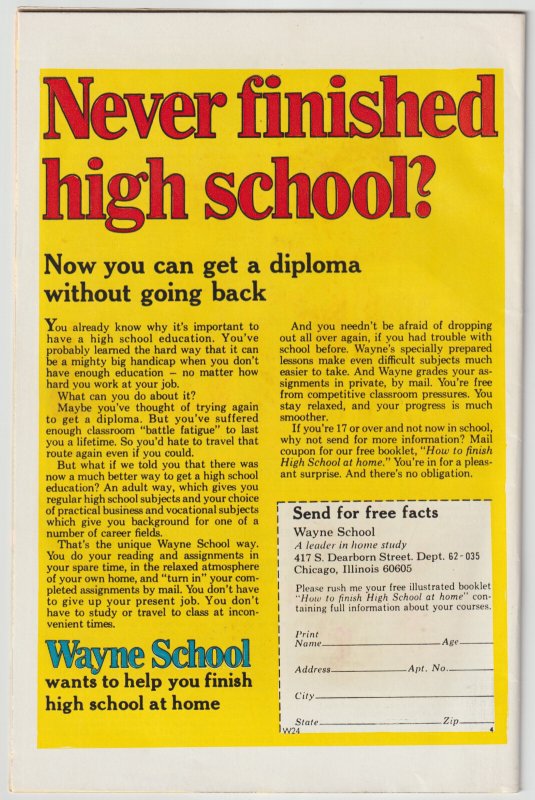 Never finished
high school?
Now you can get a diploma
without going back
You already know why it's important to
have a high school education. You've
probably learned the hard way that it can
be a mighty big handicap when you don't
have enough education – no matter how
hard you work at your job.
What can you do about it?
Maybe you've thought of trying again
to get a diploma. But you've suffered
enough classroom "battle fatigue" to last
you a lifetime. So you'd hate to travel that
route again even if you could.
But what if we told you that there was
now a much better way to get a high school
education? An adult way, which gives you
regular high school subjects and your choice
of practical business and vocational subjects
which give you background for one of a
number of career fields.
That's the unique Wayne School way.
You do your reading and assignments in
your spare time, in the relaxed atmosphere
of your own home, and "turn in" your com-
pleted assignments by mail. You don't have
to give up your present job. You don't
have to study or travel to class at incon-
venient times.
Wayne School
wants to help you finish
high school at home
And you needn't be afraid of dropping
out all over again, if you had trouble with
school before. Wayne's specially prepared
lessons make even difficult subjects much
easier to take. And Wayne grades your as-
signments in private, by mail. You're free
from competitive classroom pressures. You
stay relaxed, and your progress is much
smoother.
If you're 17 or over and not now in school,
why not send for more information? Mail
coupon for our free booklet, "How to finish
High School at home." You're in for a pleas-
ant surprise. And there's no obligation.
Send for free facts
Wayne School
A leader in home study
417 S. Dearborn Street. Dept. 62-035
Chicago, Illinois 60605
Please rush me your free illustrated booklet
"How to finish High School at home" con-
taining full information about your courses.
Print
Name Age
Address Apt. No.
City
State Zip
W24 4